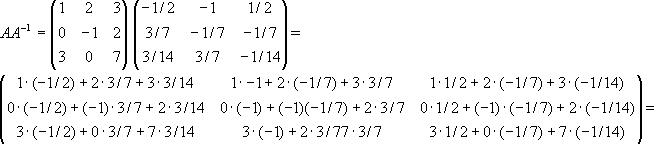 AA⁻¹ = (1 2 3; 0 -1 2; 3 0 7) (-1/2 -1 1/2; 3/7 -1/7 -1/7; 3/14 3/7 -1/14) =
1·(-1/2)+2·3/7+3·3/14 1·-1+2·(-1/7)+3·3/7 1·1/2+2·(-1/7)+3·(-1/14)
0·(-1/2)+(-1)·3/7+2·3/14 0·(-1)+(-1)(-1/7)+2·3/7 0·1/2+(-1)·(-1/7)+2·(-1/14) =
3·(-1/2)+0·3/7+7·3/14 3·(-1)+2·3/77·3/7 3·1/2+0·(-1/7)+7·(-1/14)